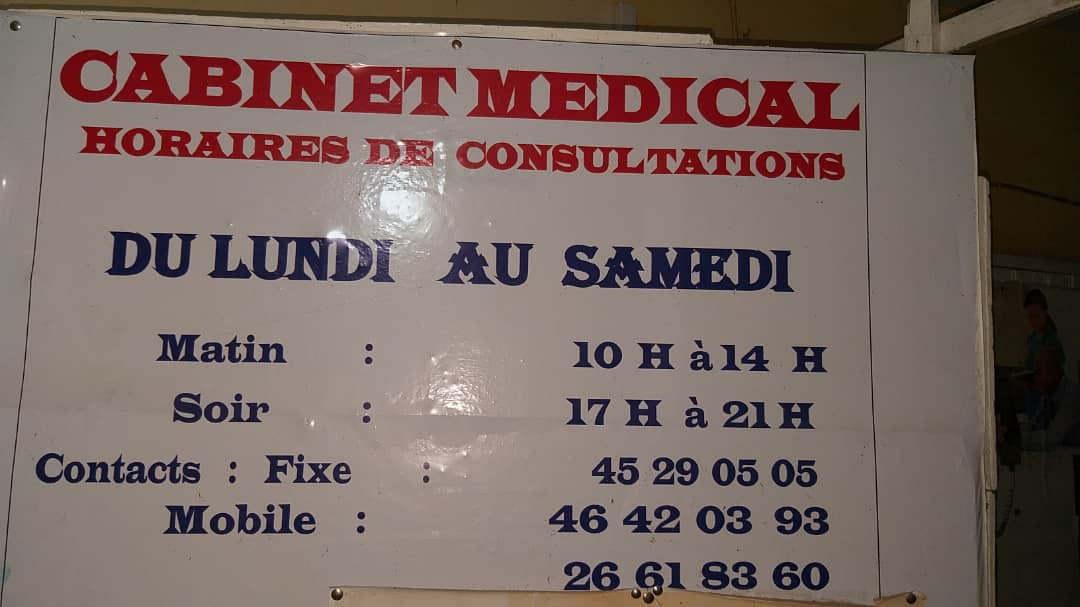 CABINET MEDICAL
HORAIRES DE CONSULTATIONS
DU LUNDI AU SAMEDI
Matin : 10 H à 14 H
Soir : 17 H à 21 H
Contacts : Fixe : 45 29 05 05
Mobile : 46 42 03 93
26 61 83 60